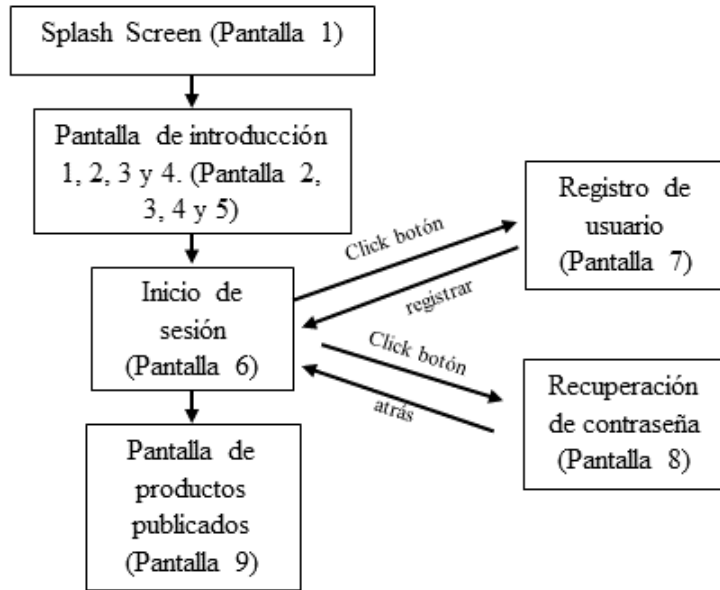 Splash Screen (Pantalla 1)
Pantalla de introducción
1, 2, 3 y 4. (Pantalla 2,
3, 4 y 5)
Click botón
Registro de
usuario
(Pantalla 7)
registrar
Inicio de
sesión
(Pantalla 6)
Click botón
atrás
Recuperación
de contraseña
(Pantalla 8)
Pantalla de
productos
publicados
(Pantalla 9)